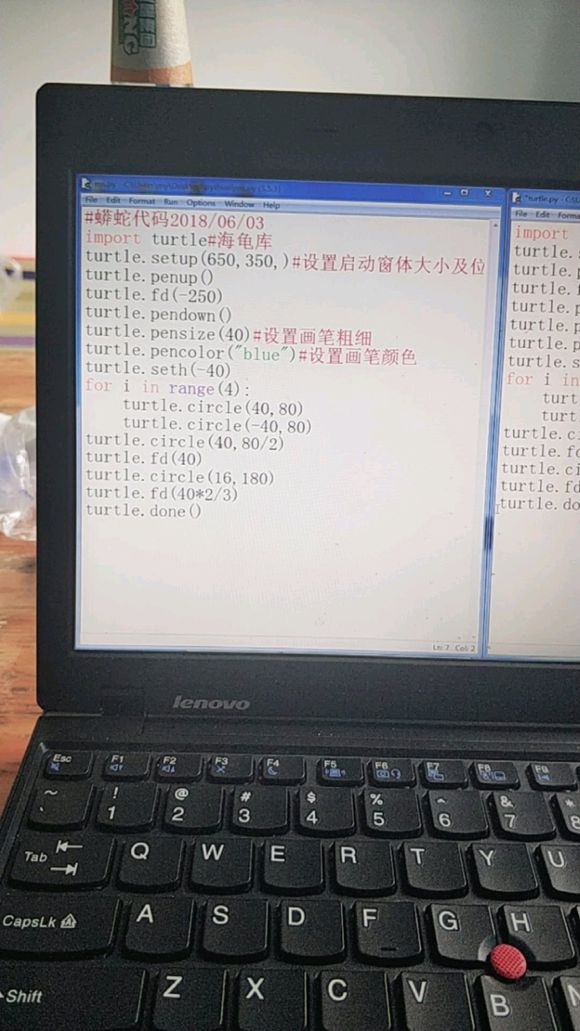 File Edit Format Run Options Window Help
#蟒蛇代码2018/06/03
import turtle#海龟库
turtle.setup(650,350,)#设置启动窗体大小及位
turtle.penup()
turtle.fd(-250)
turtle.pendown()
turtle.pensize(40)#设置画笔粗细
turtle.pencolor("blue")#设置画笔颜色
turtle.seth(-40)
for i in range(4):
turtle.circle(40,80)
turtle.circle(-40,80)
turtle.circle(40,80/2)
turtle.fd(40)
turtle.circle(16,180)
turtle.fd(40*2/3)
turtle.done()
Ln: 7 Col: 2
*turtle.py
File Edit
import
turtle.s
turtle.p
turtle.f
turtle.p
turtle.p
turtle.p
turtle.s
for i in
turt
turt
turtle.ci
turtle.fd
turtle.ci
turtle.fd
turtle.do
lenovo
Esc F1 F2 F3 F4 F5 F6 F7 F8 F9
~ ` ! 1 @ 2 # 3 $ 4 % 5 ^ 6 & 7 * 8
Tab Q W E R T Y U
CapsLk A S D F G H
Shift Z X C V B